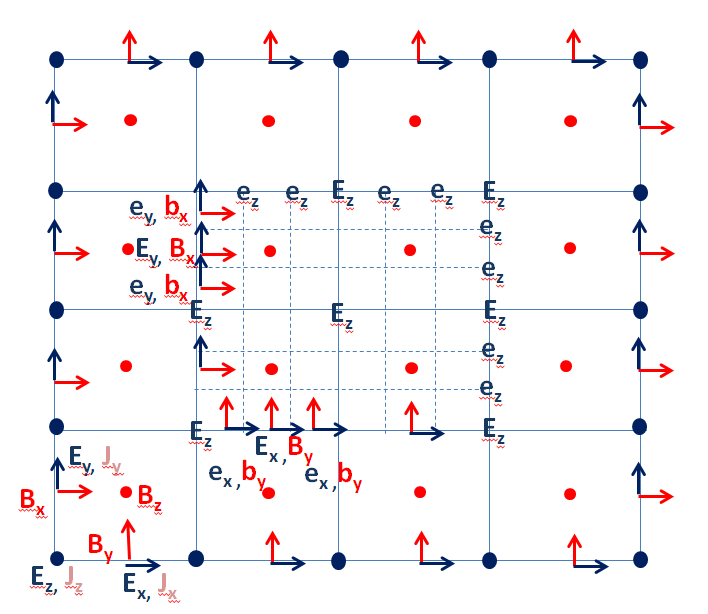 e_z e_z E_z e_z e_z E_z
e_y, b_x
e_z
E_y, B_x
e_z
e_y, b_x
E_z E_z E_z
e_z
e_z
E_z E_z
E_x, B_y
E_y, J_y
e_x, b_y e_x, b_y
B_x B_z
B_y
E_z, J_z E_x, J_x